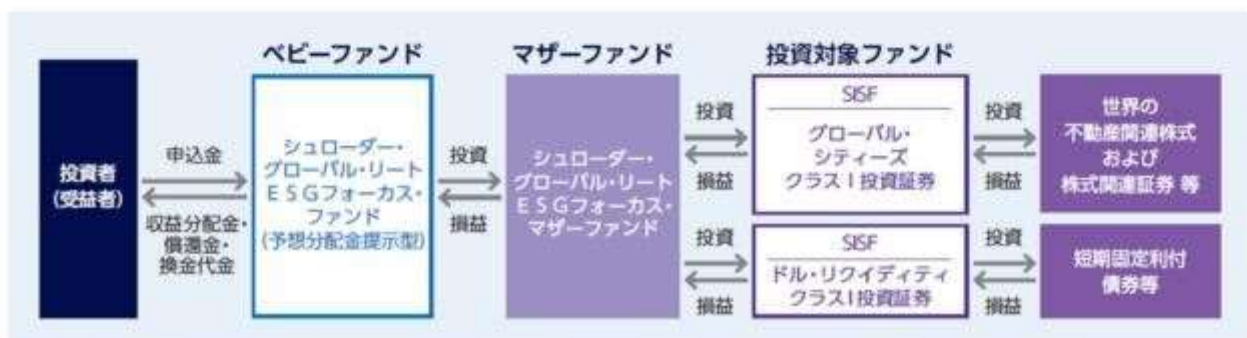 ベビーファンド
マザーファンド
投資対象ファンド
投資者
(受益者)
申込金
収益分配金・
償還金・
換金代金
シュローダー・
グローバル・リート
ESGフォーカス・
ファンド
(予想分配金提示型)
投資
損益
シュローダー・
グローバル・リート
ESGフォーカス・
マザーファンド
投資
損益
SISF
グローバル・
シティーズ
クラスI投資証券
投資
損益
世界の
不動産関連株式
および
株式関連証券 等
投資
損益
SISF
ドル・リクイディティ
クラスI投資証券
投資
損益
短期固定利付
債券等